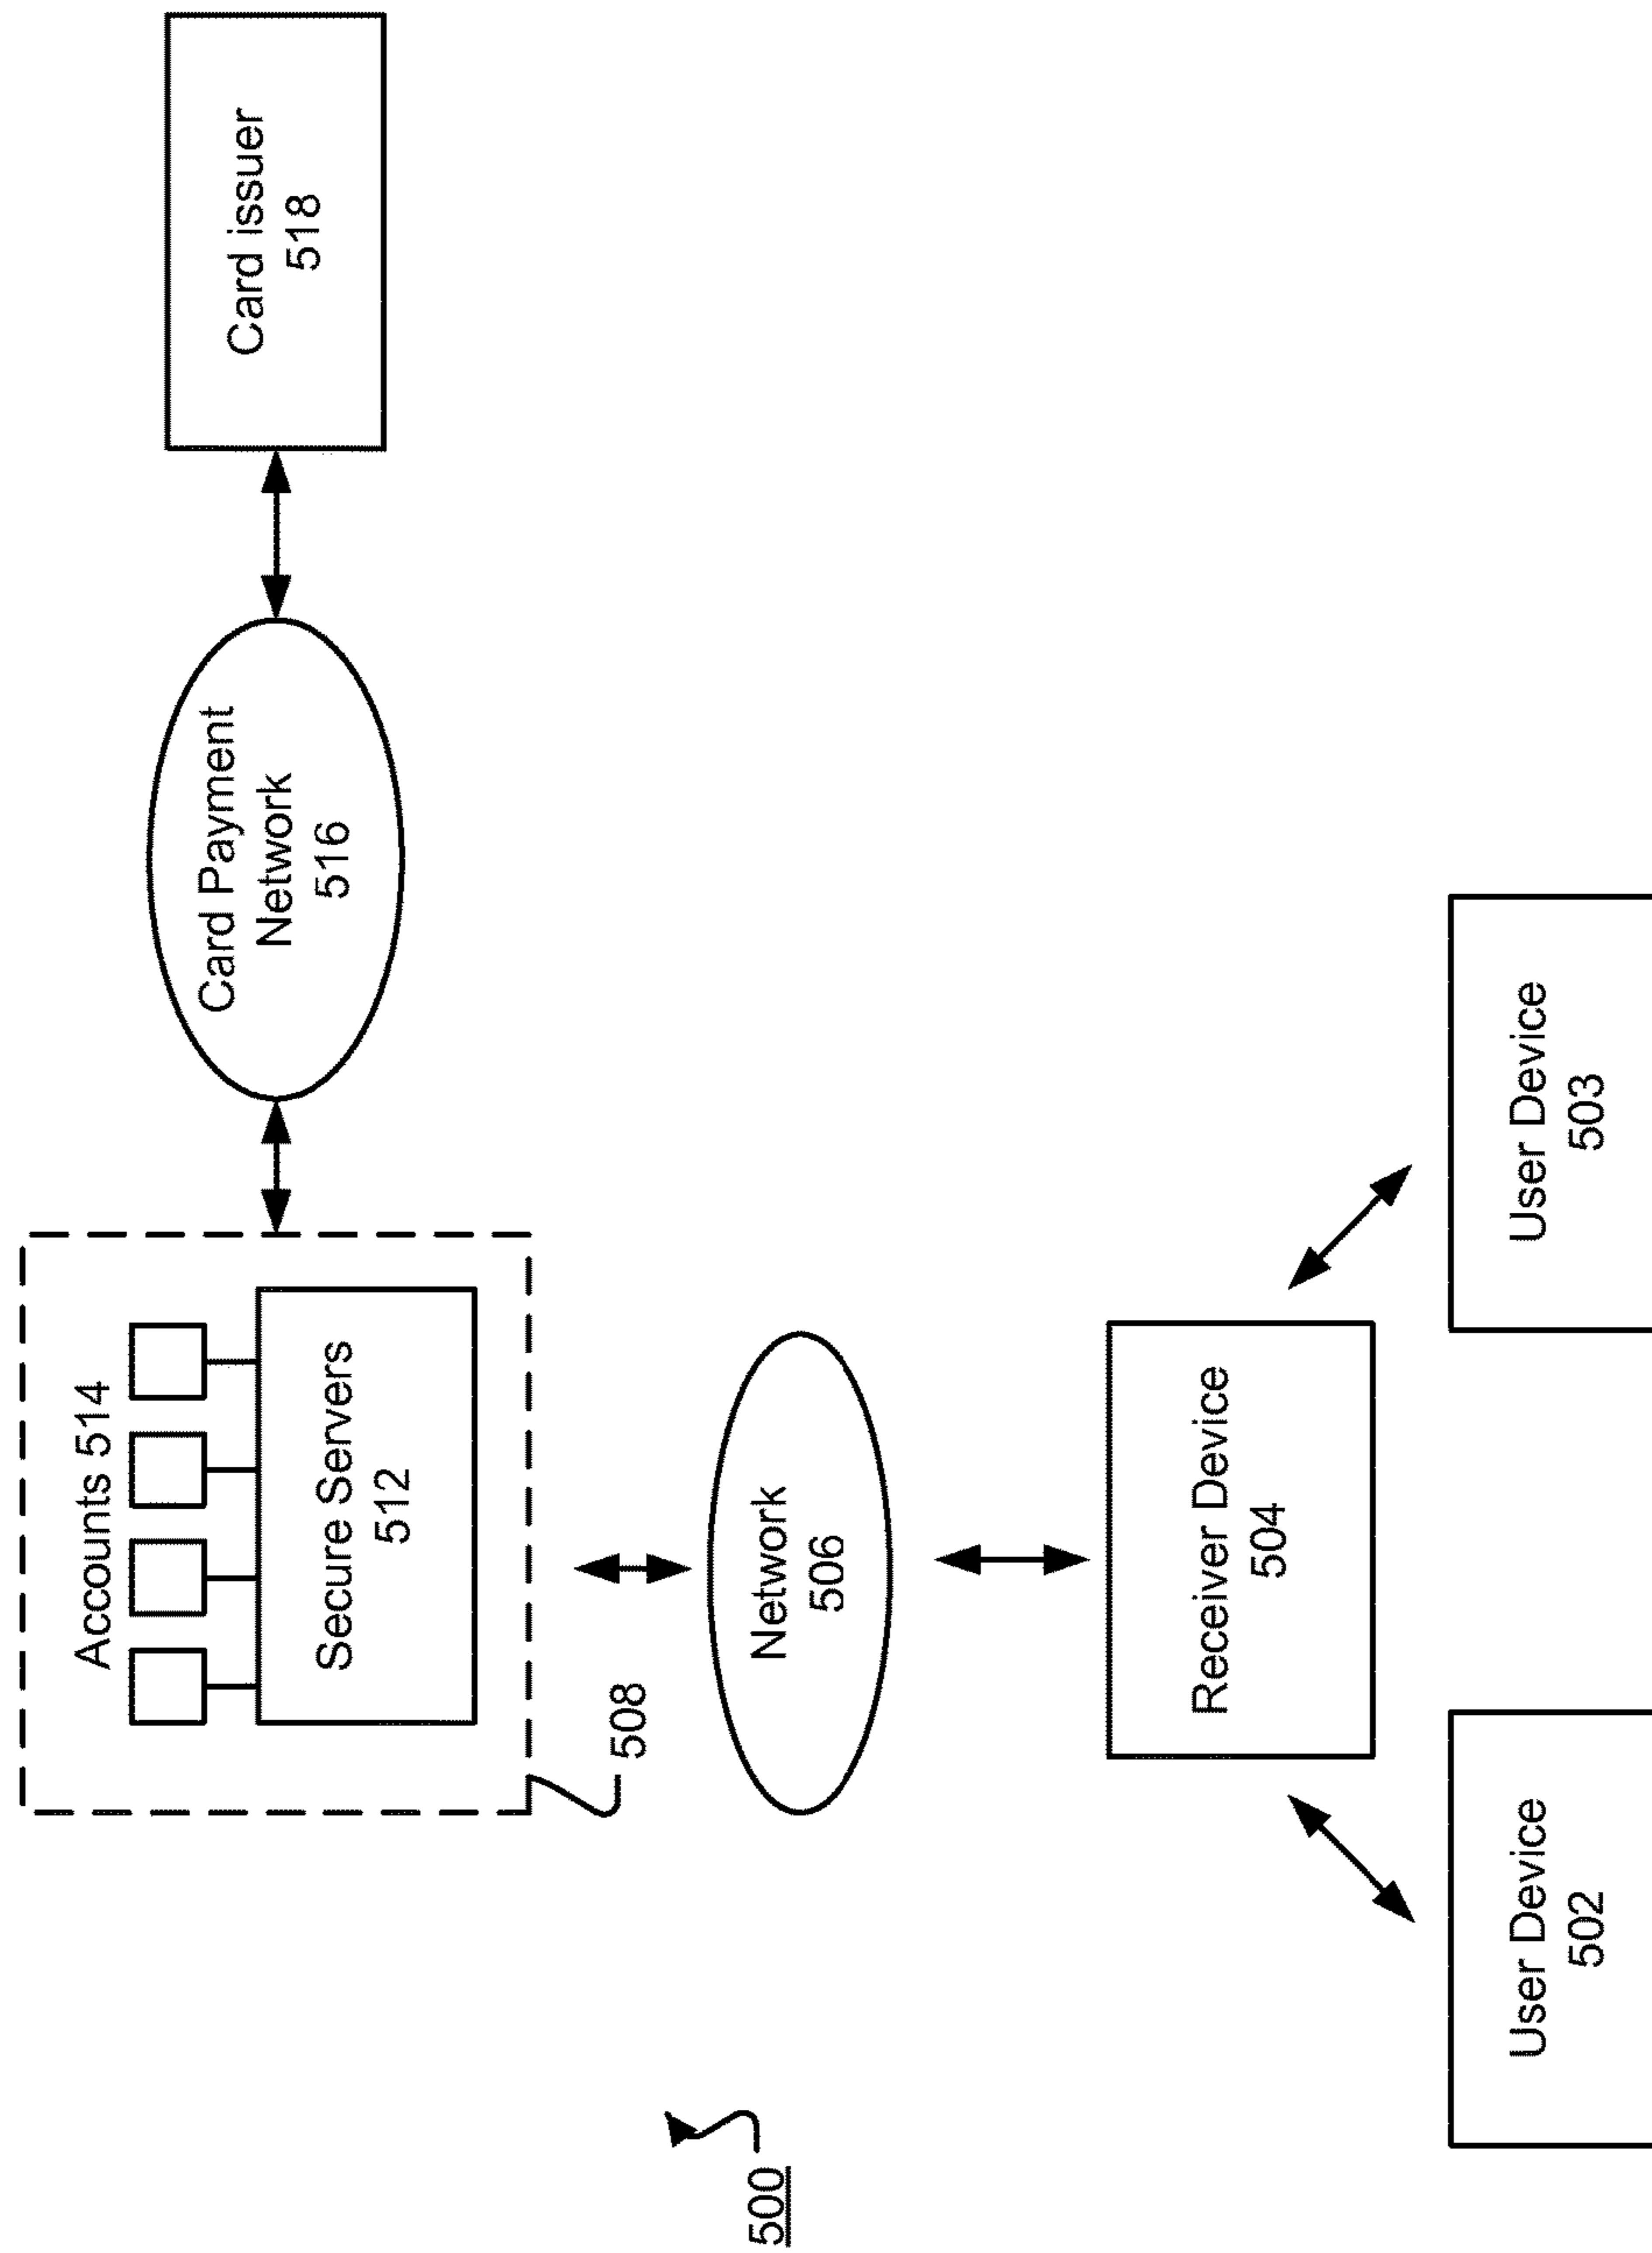 Accounts 514
Secure Servers
512
Card Payment
Network
516
Card issuer
518
508
Network
506
500
Receiver Device
504
User Device
502
User Device
503